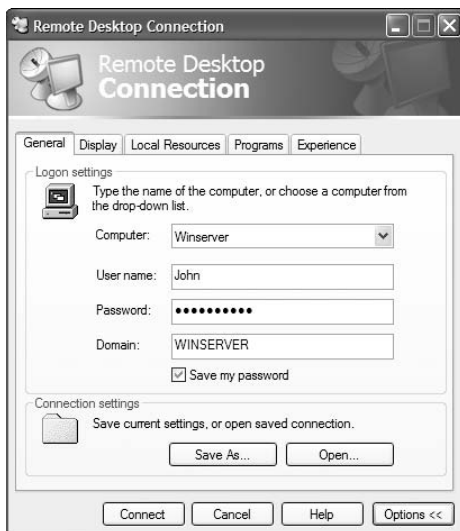 Remote Desktop Connection
Remote Desktop
Connection
General Display Local Resources Programs Experience
Logon settings
Type the name of the computer, or choose a computer from
the drop-down list.
Computer: Winserver
User name: John
Password: ••••••••••
Domain: WINSERVER
Save my password
Connection settings
Save current settings, or open saved connection.
Save As... Open...
Connect Cancel Help Options <<